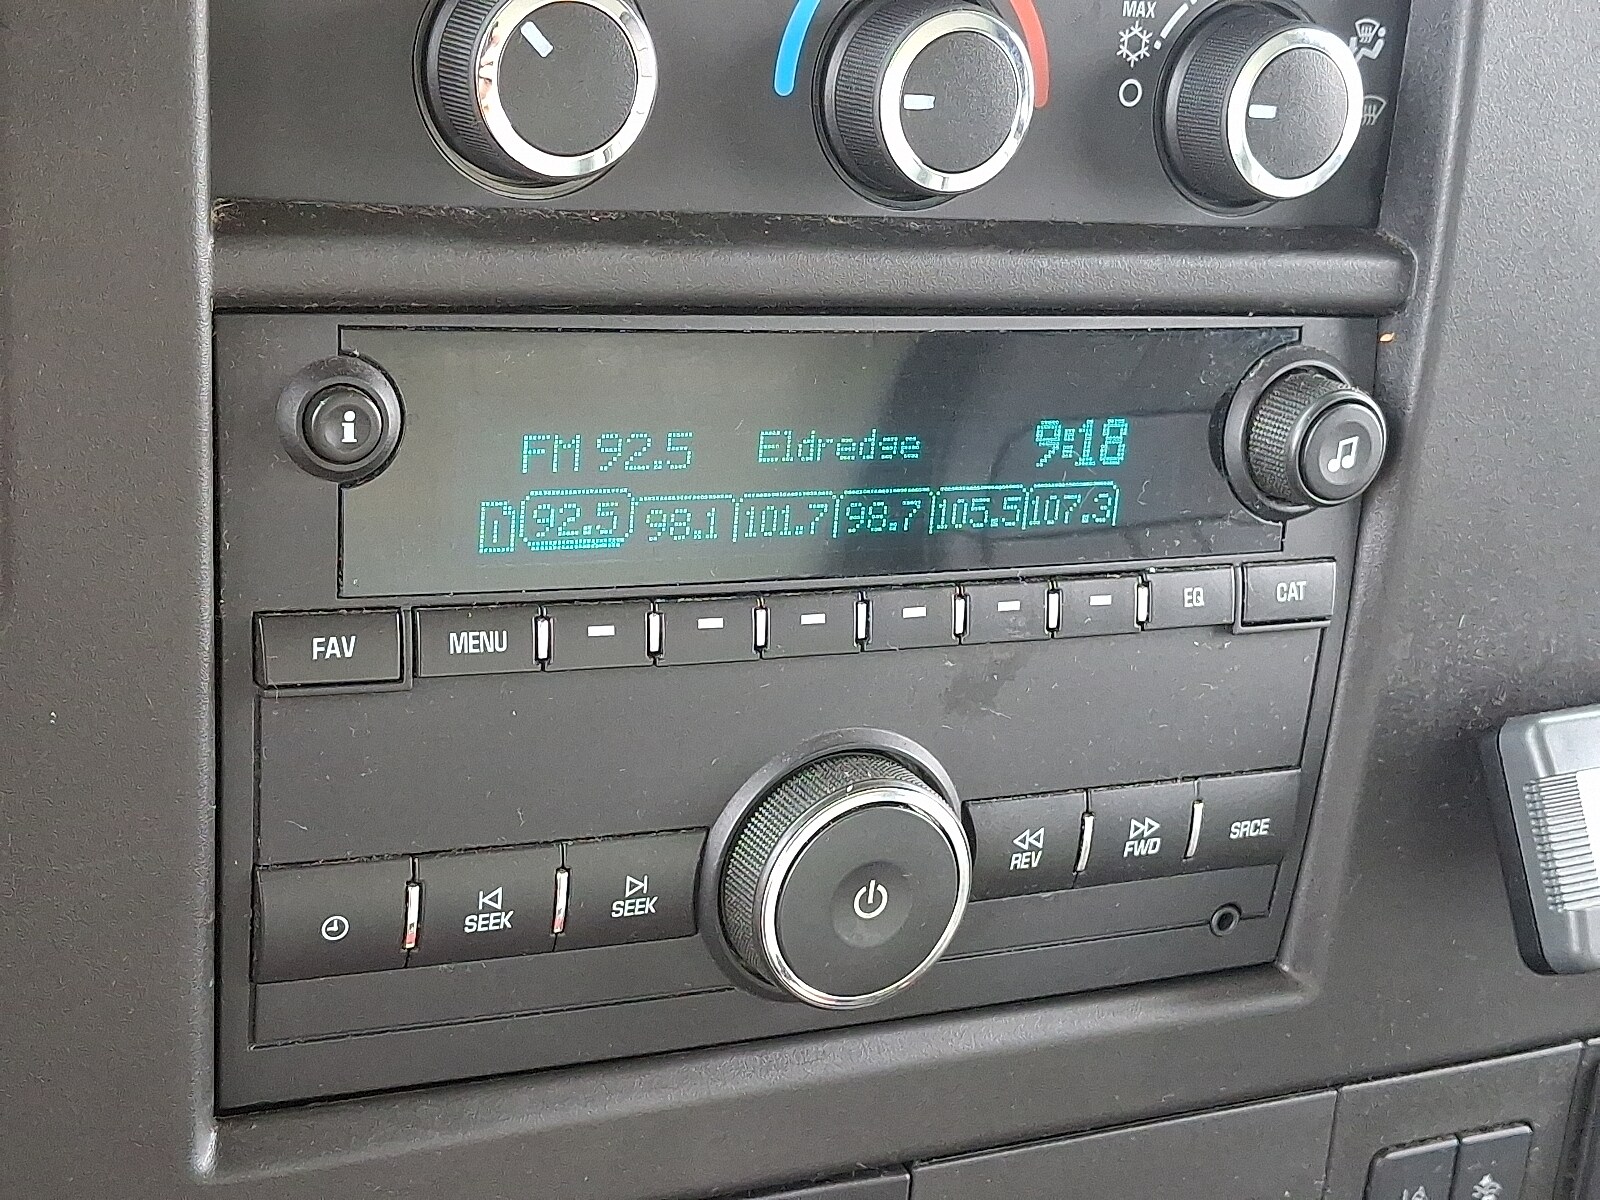 MAX
i
FM 92.5 Eldredge 9:18
1 92.5 98.1 101.7 98.7 105.5 107.3
FAV MENU EQ CAT
REV FWD SRCE
SEEK SEEK